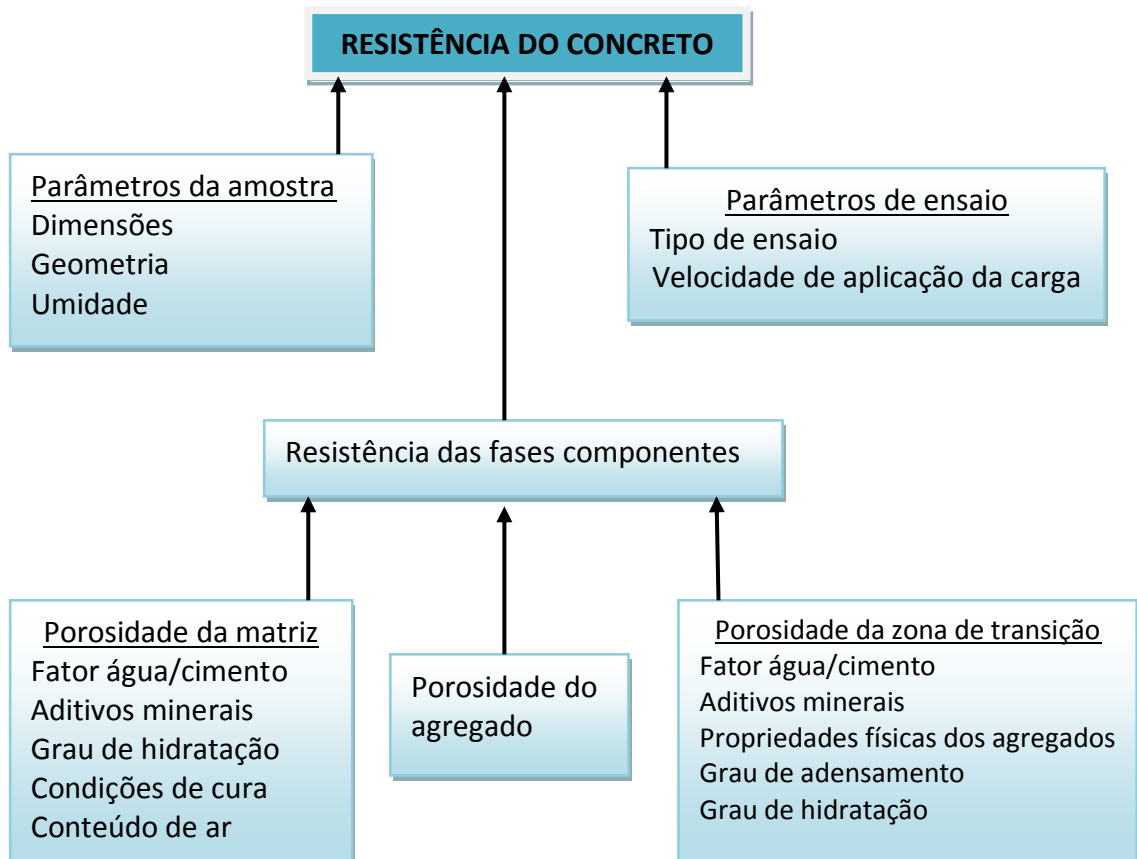 RESISTÊNCIA DO CONCRETO
Parâmetros da amostra
Dimensões
Geometria
Umidade
Parâmetros de ensaio
Tipo de ensaio
Velocidade de aplicação da carga
Resistência das fases componentes
Porosidade da matriz
Fator água/cimento
Aditivos minerais
Grau de hidratação
Condições de cura
Conteúdo de ar
Porosidade do
agregado
Porosidade da zona de transição
Fator água/cimento
Aditivos minerais
Propriedades físicas dos agregados
Grau de adensamento
Grau de hidratação